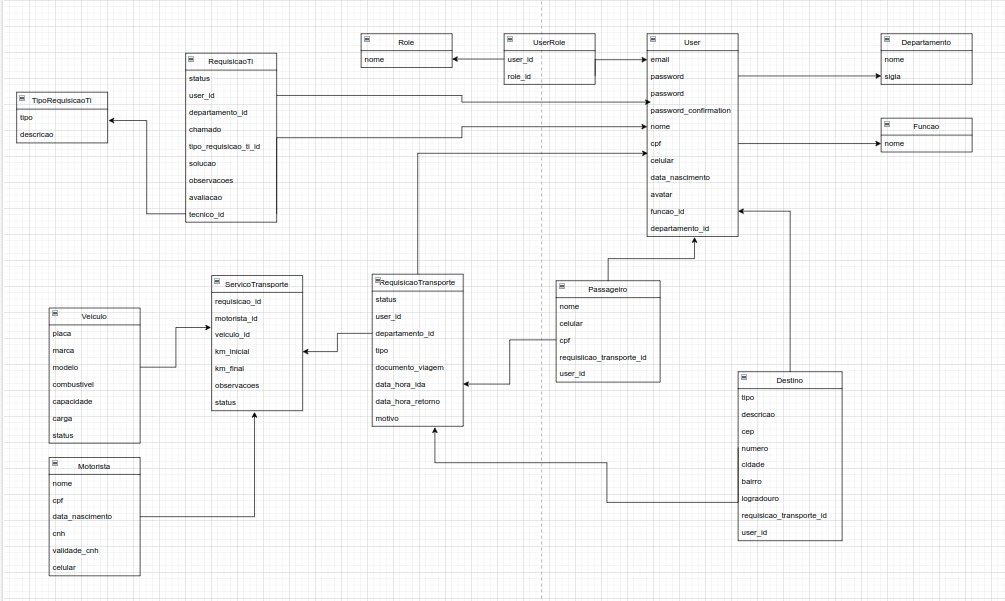 Role
nome
UserRole
user_id
role_id
User
email
password
password
password_confirmation
nome
cpf
celular
data_nascimento
avatar
funcao_id
departamento_id
Departamento
nome
sigla
Funcao
nome
RequisicaoTi
status
user_id
departamento_id
chamado
tipo_requisicao_ti_id
solucao
observacoes
avaliacao
tecnico_id
TipoRequisicaoTi
tipo
descricao
ServicoTransporte
requisicao_id
motorista_id
veiculo_id
km_inicial
km_final
observacoes
status
RequisicaoTransporte
status
user_id
departamento_id
tipo
documento_viagem
data_hora_ida
data_hora_retorno
motivo
Passageiro
nome
celular
cpf
requisiicao_transporte_id
user_id
Veiculo
placa
marca
modelo
combustivel
capacidade
carga
status
Motorista
nome
cpf
data_nascimento
cnh
validade_cnh
celular
Destino
tipo
descricao
cep
numero
cidade
bairro
logradouro
requisicao_transporte_id
user_id